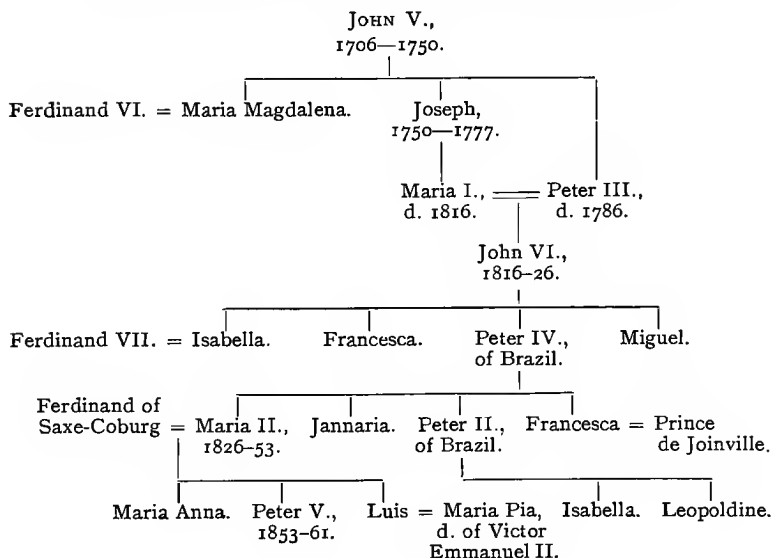 JOHN V.,
1706—1750.
Ferdinand VI. = Maria Magdalena. Joseph,
1750—1777.
Maria I., Peter III.,
d. 1816. d. 1786.
John VI.,
1816–26.
Ferdinand VII. = Isabella. Francesca. Peter IV., Miguel.
of Brazil.
Ferdinand of
Saxe-Coburg = Maria II., Jannaria. Peter II., Francesca = Prince
1826–53. of Brazil. de Joinville.
Maria Anna. Peter V., Luis = Maria Pia, Isabella. Leopoldine.
1853–61. d. of Victor
Emmanuel II.